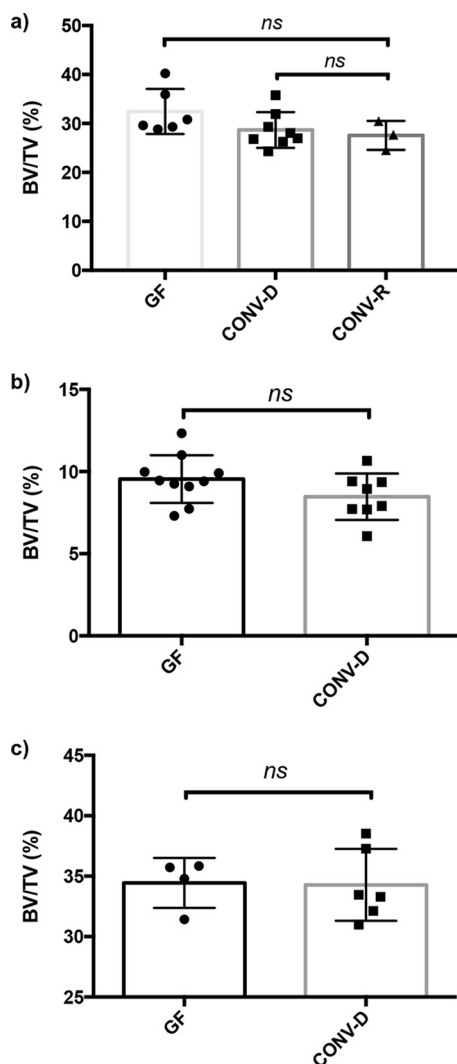 a)
ns
ns
BV/TV (%)
50
40
30
20
10
0
GF
CONV-D
CONV-R
b)
ns
BV/TV (%)
15
10
5
0
GF
CONV-D
c)
ns
BV/TV (%)
45
40
35
30
25
GF
CONV-D